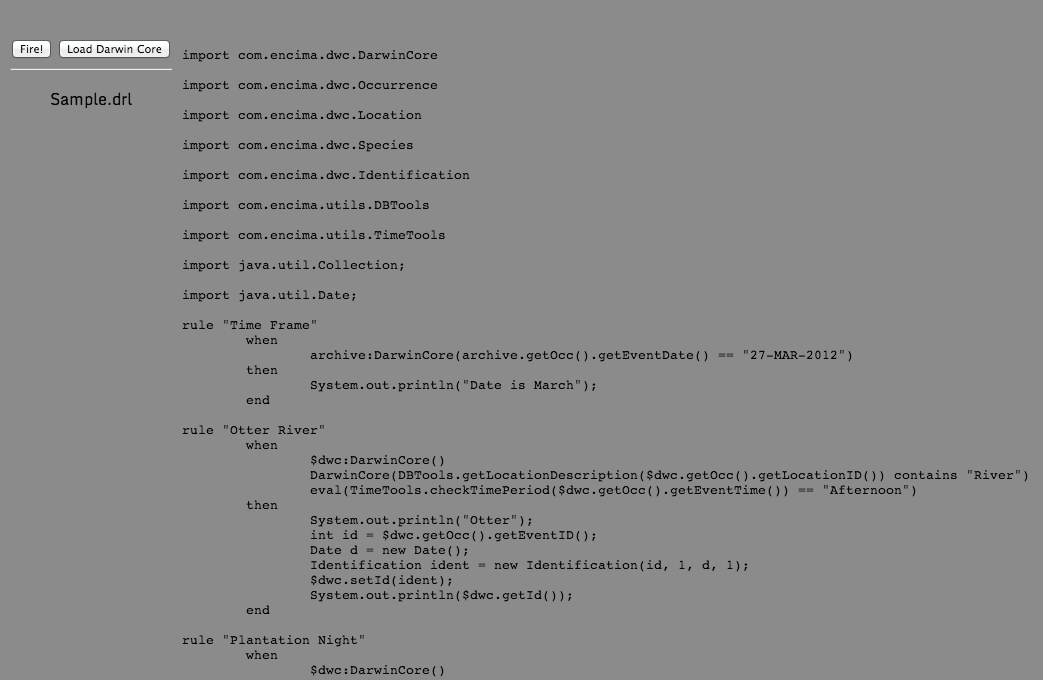 Fire! Load Darwin Core
Sample.drl
import com.encima.dwc.DarwinCore
import com.encima.dwc.Occurrence
import com.encima.dwc.Location
import com.encima.dwc.Species
import com.encima.dwc.Identification
import com.encima.utils.DBTools
import com.encima.utils.TimeTools
import java.util.Collection;
import java.util.Date;
rule "Time Frame"
when
archive:DarwinCore(archive.getOcc().getEventDate() == "27-MAR-2012")
then
System.out.println("Date is March");
end
rule "Otter River"
when
$dwc:DarwinCore()
DarwinCore(DBTools.getLocationDescription($dwc.getOcc().getLocationID()) contains "River")
eval(TimeTools.checkTimePeriod($dwc.getOcc().getEventTime()) == "Afternoon")
then
System.out.println("Otter");
int id = $dwc.getOcc().getEventID();
Date d = new Date();
Identification ident = new Identification(id, 1, d, 1);
$dwc.setId(ident);
System.out.println($dwc.getId());
end
rule "Plantation Night"
when
$dwc:DarwinCore()